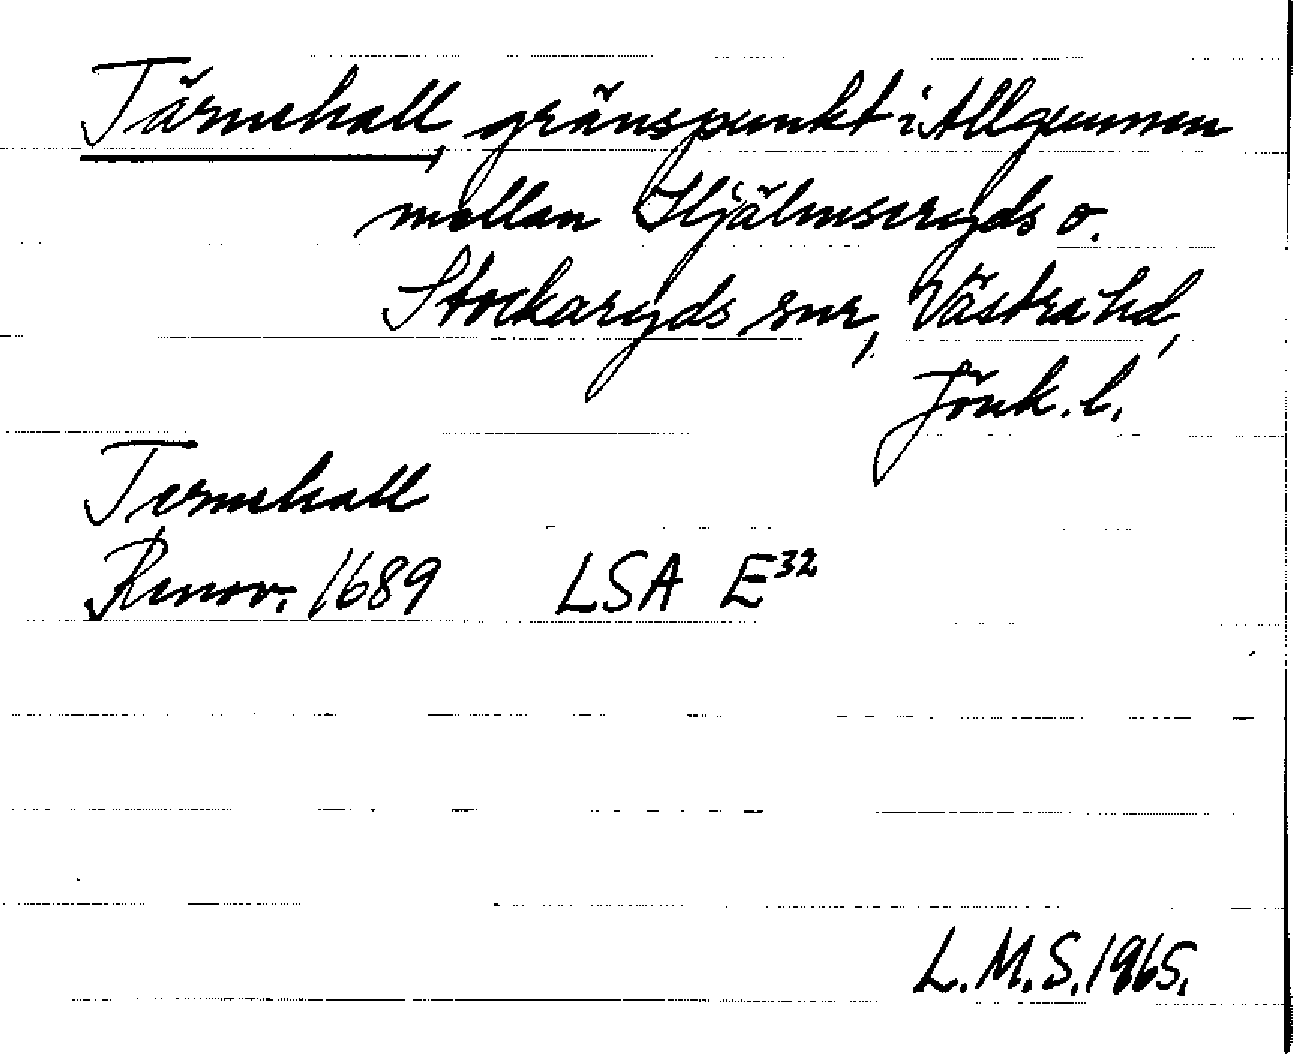 Tärnehall, gränspunkt i Allgunnen
mellan Hjälmseryds o.
Stockaryds snr, Västra hd,
Jönk. l.
Ternehall
Renov. 1689 LSA E³²
L.M.S. 1965.